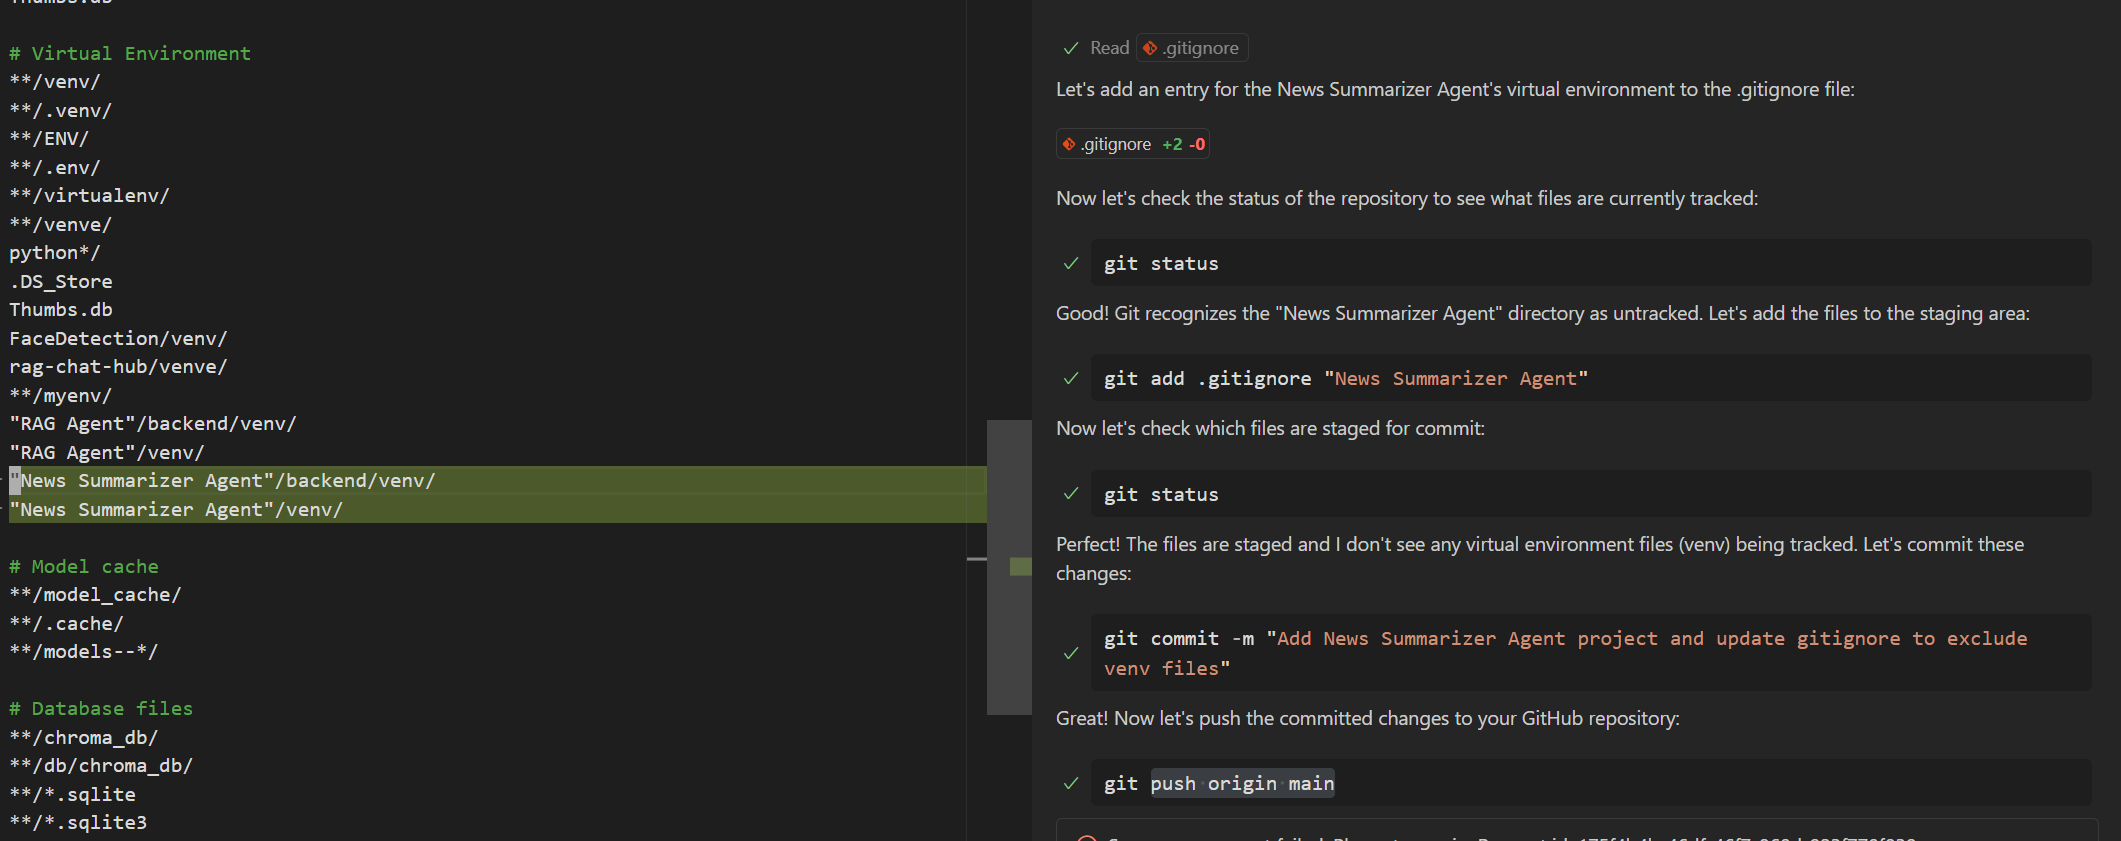 Thumbs.db
# Virtual Environment
**/venv/
**/.venv/
**/ENV/
**/.env/
**/virtualenv/
**/venve/
python*/
.DS_Store
Thumbs.db
FaceDetection/venv/
rag-chat-hub/venve/
**/myenv/
"RAG Agent"/backend/venv/
"RAG Agent"/venv/
"News Summarizer Agent"/backend/venv/
"News Summarizer Agent"/venv/
# Model cache
**/model_cache/
**/.cache/
**/models--*/
# Database files
**/chroma_db/
**/db/chroma_db/
**/*.sqlite
**/*.sqlite3
Read .gitignore
Let's add an entry for the News Summarizer Agent's virtual environment to the .gitignore file:
.gitignore +2 -0
Now let's check the status of the repository to see what files are currently tracked:
git status
Good! Git recognizes the "News Summarizer Agent" directory as untracked. Let's add the files to the staging area:
git add .gitignore "News Summarizer Agent"
Now let's check which files are staged for commit:
git status
Perfect! The files are staged and I don't see any virtual environment files (venv) being tracked. Let's commit these
changes:
git commit -m "Add News Summarizer Agent project and update gitignore to exclude
venv files"
Great! Now let's push the committed changes to your GitHub repository:
git push origin main